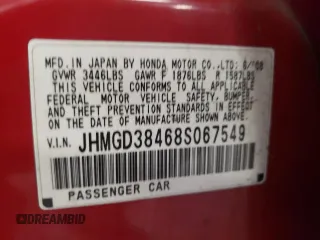 MFD. IN JAPAN BY HONDA MOTOR CO., LTD. 6/08
GVWR 3446LBS GAWR F 1876LBS R 1587LBS
THIS VEHICLE CONFORMS TO ALL APPLICABLE
FEDERAL MOTOR VEHICLE SAFETY, BUMPER,
AND THEFT PREVENTION STANDARDS IN EFFECT
ON THE DATE OF MANUFACTURE SHOWN ABOVE.
V.I.N. JHMGD38468S067549
PASSENGER CAR
DREAMBID